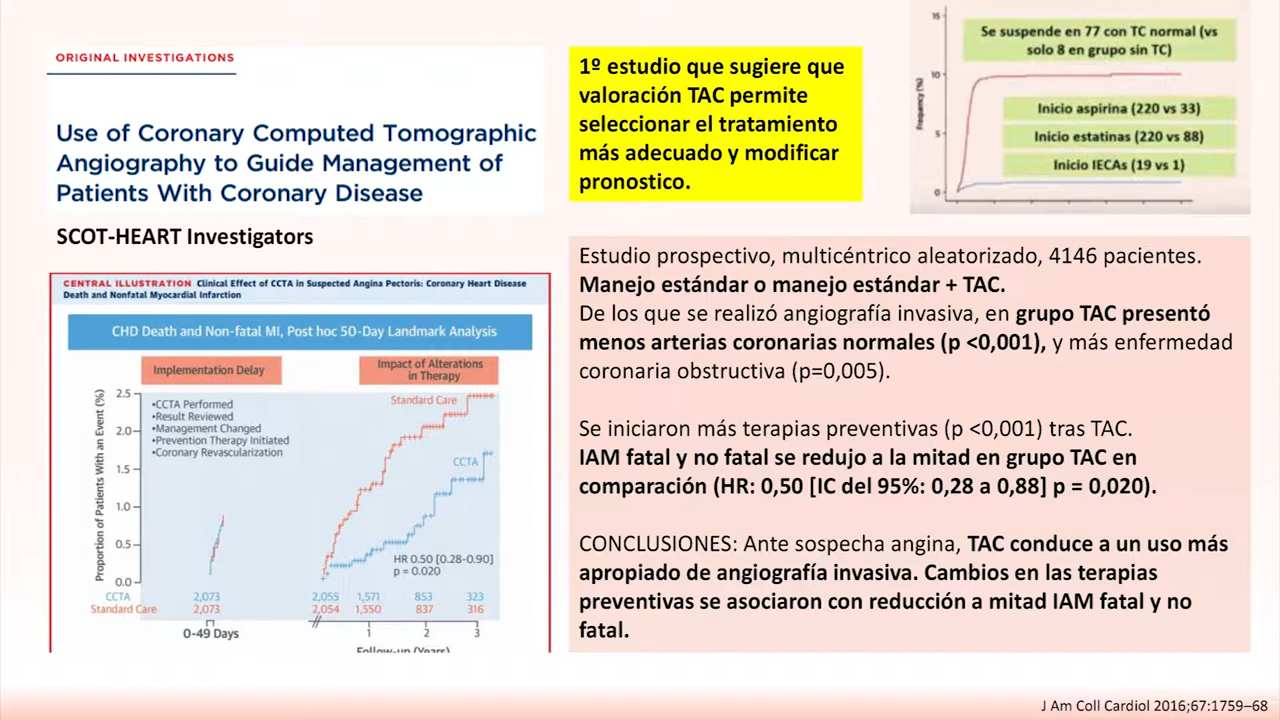 ORIGINAL INVESTIGATIONS
Use of Coronary Computed Tomographic
Angiography to Guide Management of
Patients With Coronary Disease
SCOT-HEART Investigators
1º estudio que sugiere que
valoración TAC permite
seleccionar el tratamiento
más adecuado y modificar
pronostico.
Se suspende en 77 con TC normal (vs
solo 8 en grupo sin TC)
Inicio aspirina (220 vs 33)
Inicio estatinas (220 vs 88)
Inicio IECAs (19 vs 1)
Frequency (%)
15
10
5
0
CENTRAL ILLUSTRATION Clinical Effect of CCTA in Suspected Angina Pectoris: Coronary Heart Disease
Death and Nonfatal Myocardial Infarction
CHD Death and Non-fatal MI, Post hoc 50-Day Landmark Analysis
Implementation Delay
Impact of Alterations
in Therapy
•CCTA Performed
•Result Reviewed
•Management Changed
•Prevention Therapy Initiated
•Coronary Revascularization
Standard Care
CCTA
HR 0.50 [0.28-0.90]
p = 0.020
Proportion of Patients With an Event (%)
2.5
2.0
1.5
1.0
0.5
0.0
CCTA 2,073 2,055 1,571 853 323
Standard Care 2,073 2,054 1,550 837 316
0-49 Days
1 2 3
Follow-up (Years)
Estudio prospectivo, multicéntrico aleatorizado, 4146 pacientes.
Manejo estándar o manejo estándar + TAC.
De los que se realizó angiografía invasiva, en grupo TAC presentó
menos arterias coronarias normales (p <0,001), y más enfermedad
coronaria obstructiva (p=0,005).
Se iniciaron más terapias preventivas (p <0,001) tras TAC.
IAM fatal y no fatal se redujo a la mitad en grupo TAC en
comparación (HR: 0,50 [IC del 95%: 0,28 a 0,88] p = 0,020).
CONCLUSIONES: Ante sospecha angina, TAC conduce a un uso más
apropiado de angiografía invasiva. Cambios en las terapias
preventivas se asociaron con reducción a mitad IAM fatal y no
fatal.
J Am Coll Cardiol 2016;67:1759–68